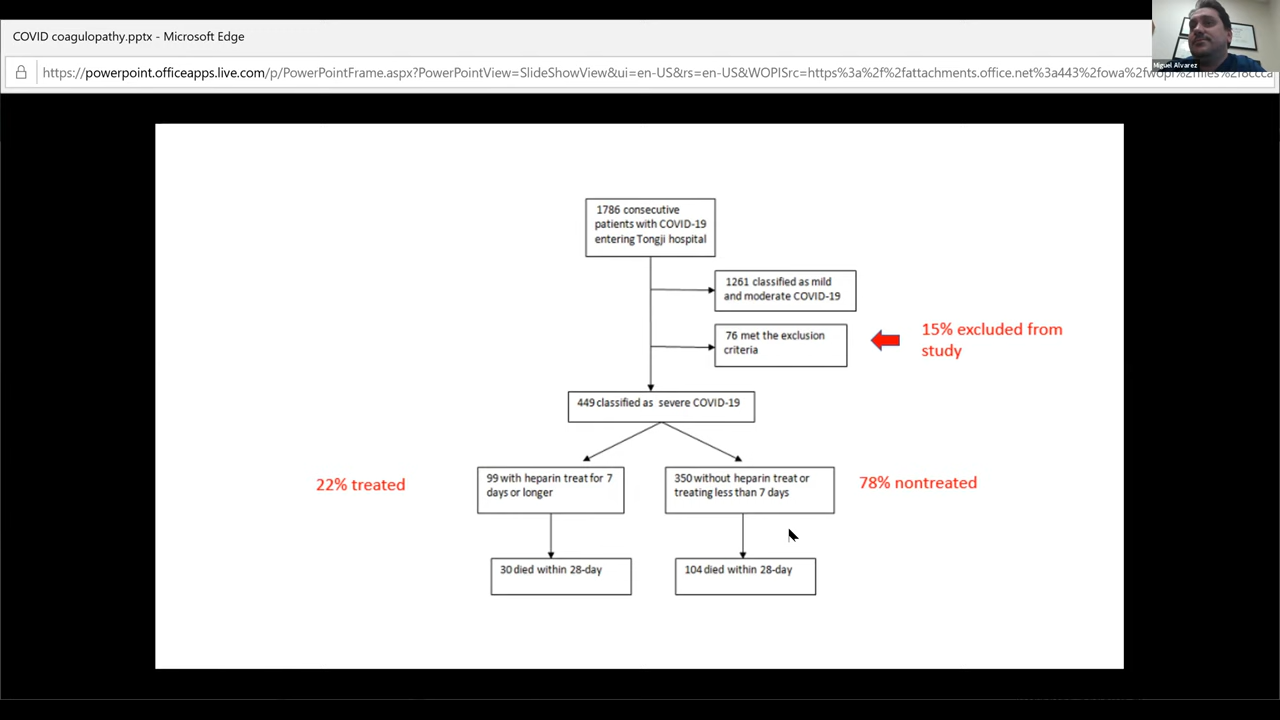 COVID coagulopathy.pptx - Microsoft Edge
Miguel Alvarez
1786 consecutive
patients with COVID-19
entering Tongji hospital
1261 classified as mild
and moderate COVID-19
76 met the exclusion
criteria
15% excluded from
study
449 classified as severe COVID-19
22% treated
99 with heparin treat for 7
days or longer
350 without heparin treat or
treating less than 7 days
78% nontreated
30 died within 28-day
104 died within 28-day